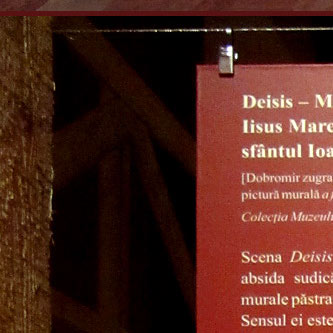 Deisis – M
Iisus Mare
sfântul Ioa
[Dobromir zugra
pictură murală a f
Colecția Muzeul
Scena Deisis
absida sudică
murale păstra
Sensul ei este